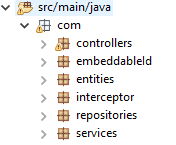 src/main/java
com
controllers
embeddableId
entities
interceptor
repositories
services